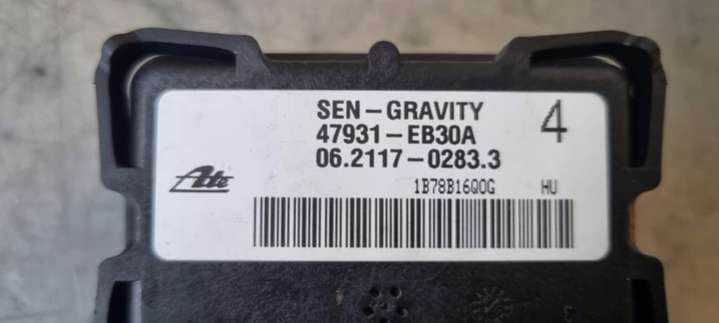 SEN-GRAVITY 4
47931-EB30A
06.2117-0283.3
Ate
1B78B16Q0G HU